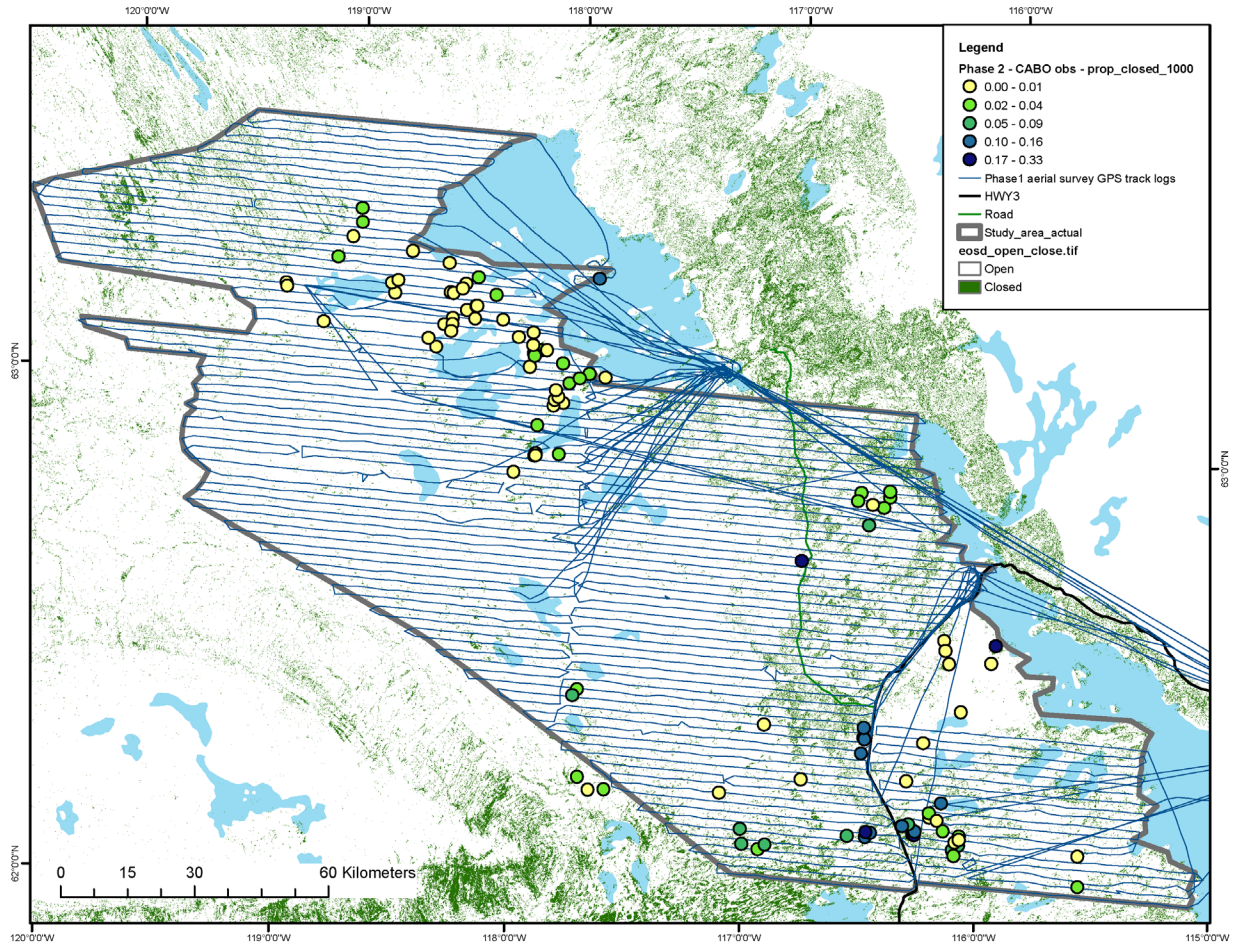 120°0'0"W 119°0'0"W 118°0'0"W 117°0'0"W 116°0'0"W
Legend
Phase 2 - CABO obs - prop_closed_1000
0.00 - 0.01
0.02 - 0.04
0.05 - 0.09
0.10 - 0.16
0.17 - 0.33
Phase1 aerial survey GPS track logs
HWY3
Road
Study_area_actual
eosd_open_close.tif
Open
Closed
63°0'0"N
63°0'0"N
62°0'0"N
62°0'0"N
0 15 30 60 Kilometers
120°0'0"W 119°0'0"W 118°0'0"W 117°0'0"W 116°0'0"W 115°0'0"W